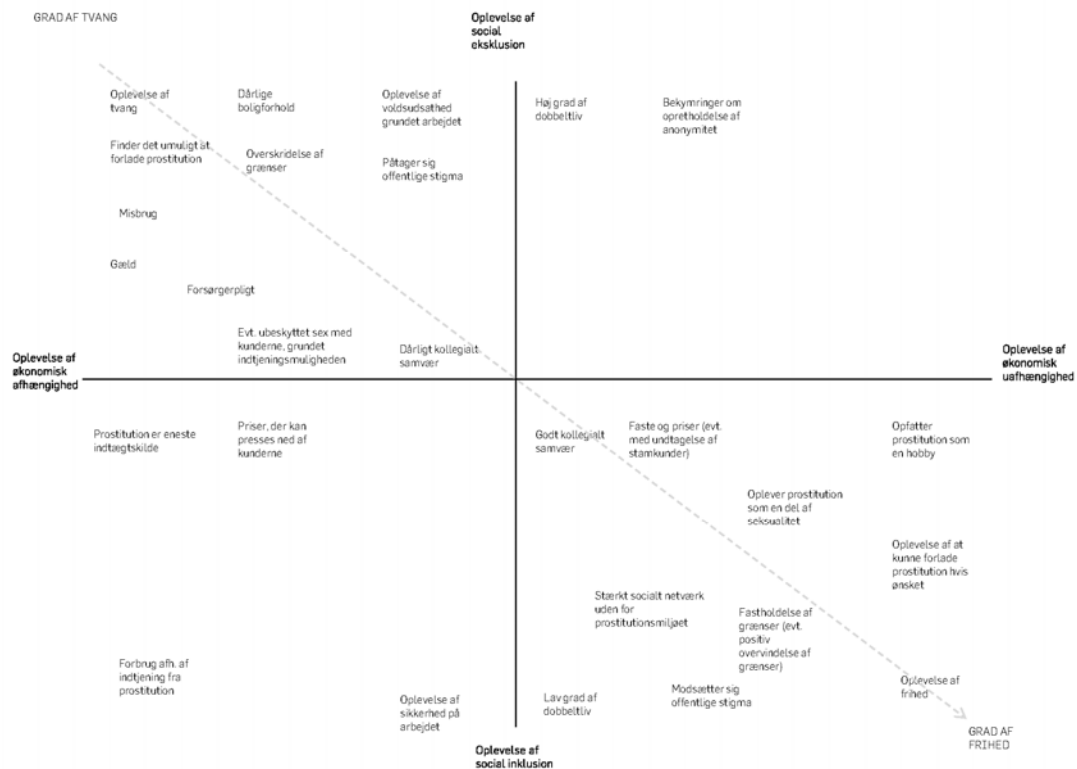 GRAD AF TVANG
Oplevelse af
social
eksklusion
Oplevelse af
tvang
Dårlige
boligforhold
Oplevelse af
voldsudsathed
grundet arbejdet
Høj grad af
dobbeltliv
Bekymringer om
opretholdelse af
anonymitet
Finder det umuligt at
forlade prostitution
Overskridelse af
grænser
Påtager sig
offentlige stigma
Misbrug
Gæld
Forsørgerpligt
Evt. ubeskyttet sex med
kunderne, grundet
indtjeningsmuligheden
Dårligt kollegialt
samvær
Oplevelse af
økonomisk
afhængighed
Oplevelse af
økonomisk
uafhængighed
Prostitution er eneste
indtægtskilde
Priser, der kan
presses ned af
kunderne
Godt kollegialt
samvær
Faste og priser (evt.
med undtagelse af
stamkunder)
Opfatter
prostitution som
en hobby
Oplever prostitution
som en del af
seksualitet
Oplevelse af at
kunne forlade
prostitution hvis
ønsket
Stærkt socialt netværk
uden for
prostitutionsmiljøet
Fastholdelse af
grænser (evt.
positiv
overvindelse af
grænser)
Forbrug afh. af
indtjening fra
prostitution
Oplevelse af
sikkerhed på
arbejdet
Lav grad af
dobbeltliv
Modsætter sig
offentlige stigma
Oplevelse af
frihed
GRAD AF
FRIHED
Oplevelse af
social inklusion